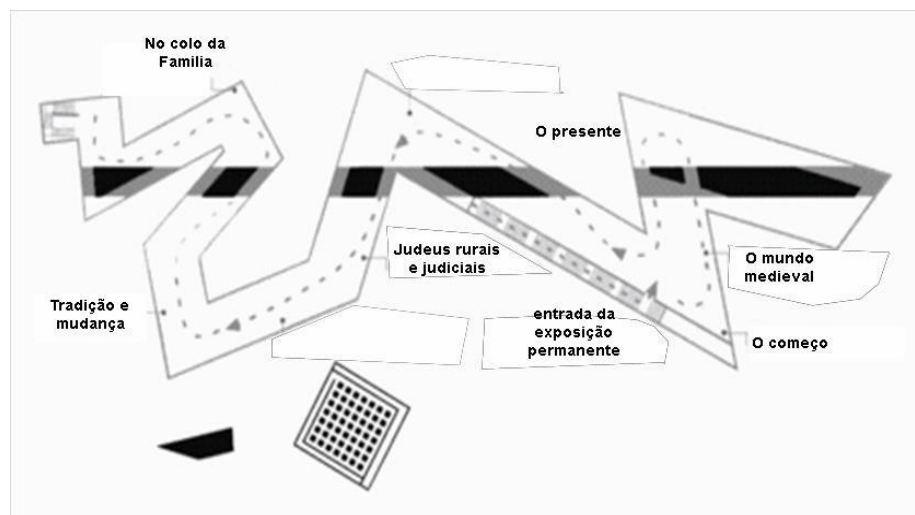 No colo da
Familia
O presente
Judeus rurais
e judiciais
O mundo
medieval
Tradição e
mudança
entrada da
exposição
permanente
O começo